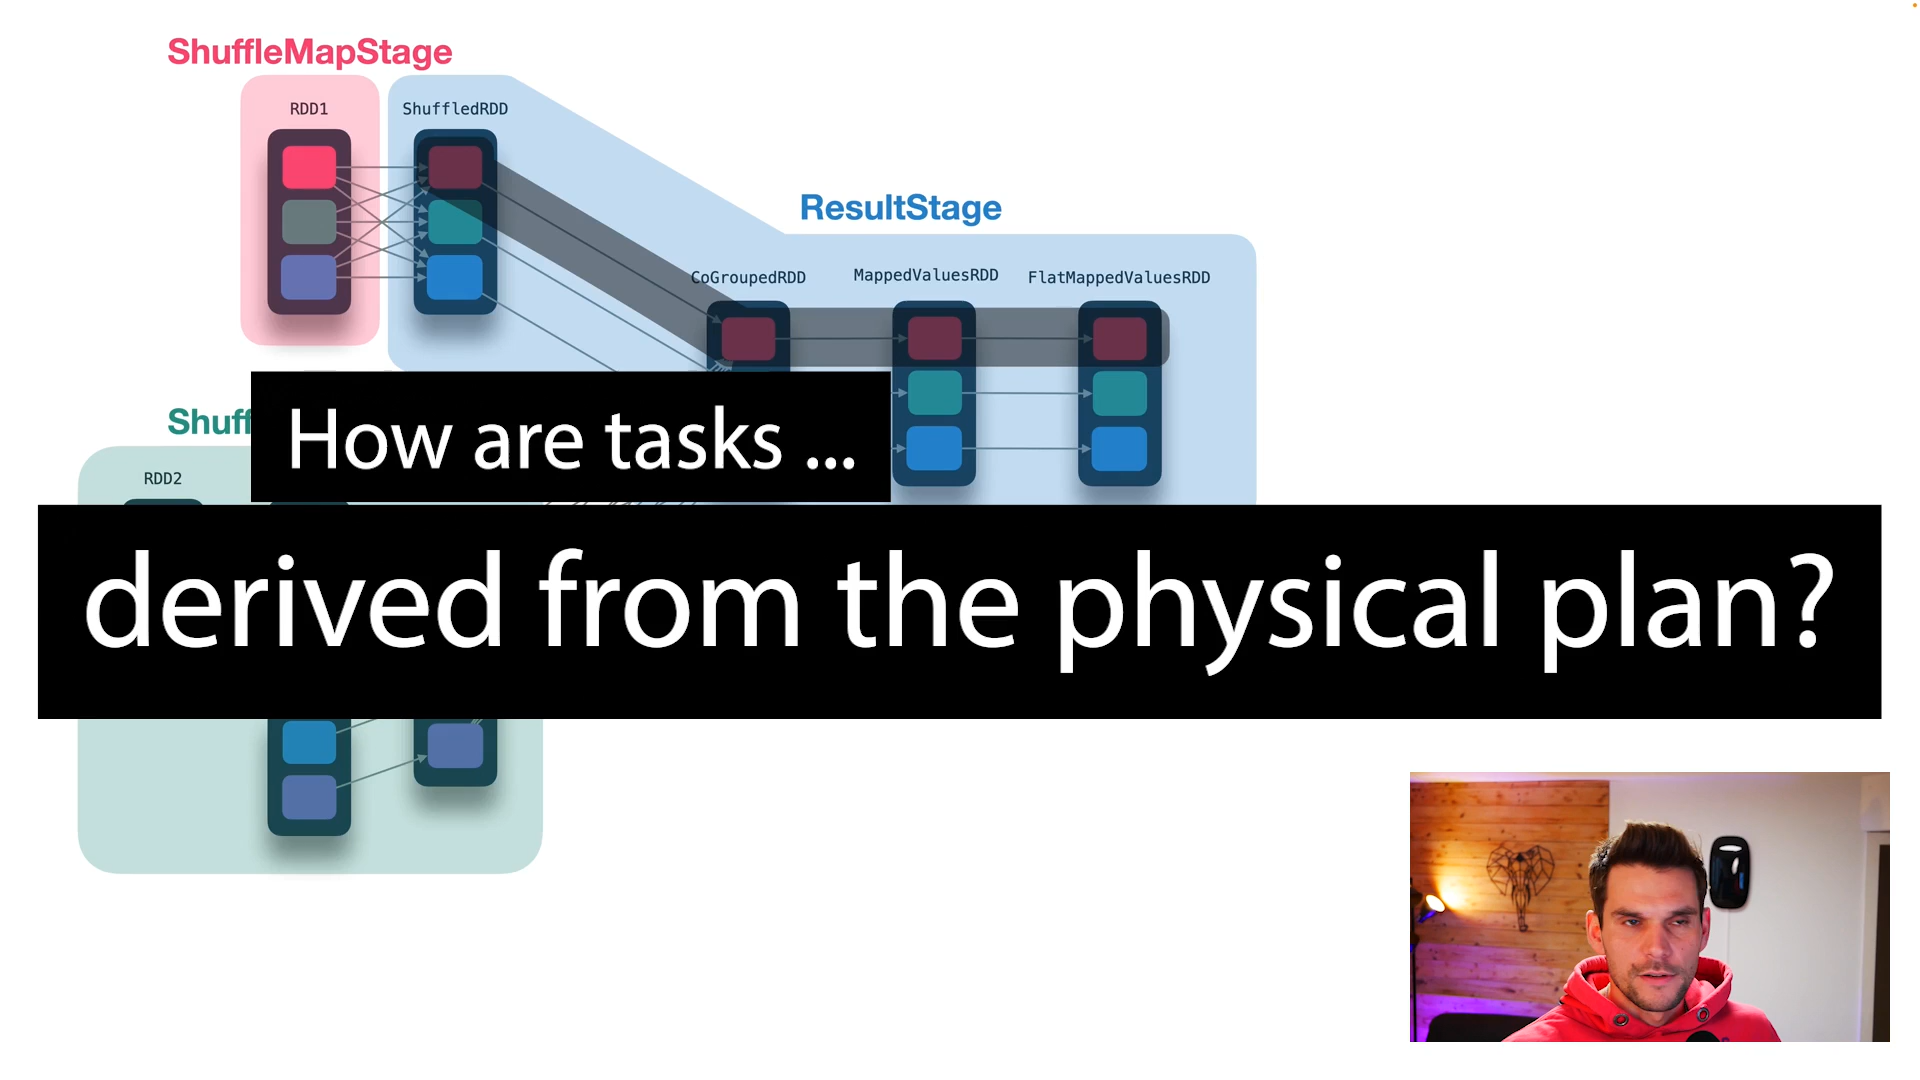 ShuffleMapStage
RDD1
ShuffledRDD
ResultStage
CoGroupedRDD
MappedValuesRDD
FlatMappedValuesRDD
Shuff
RDD2
How are tasks ...
derived from the physical plan?